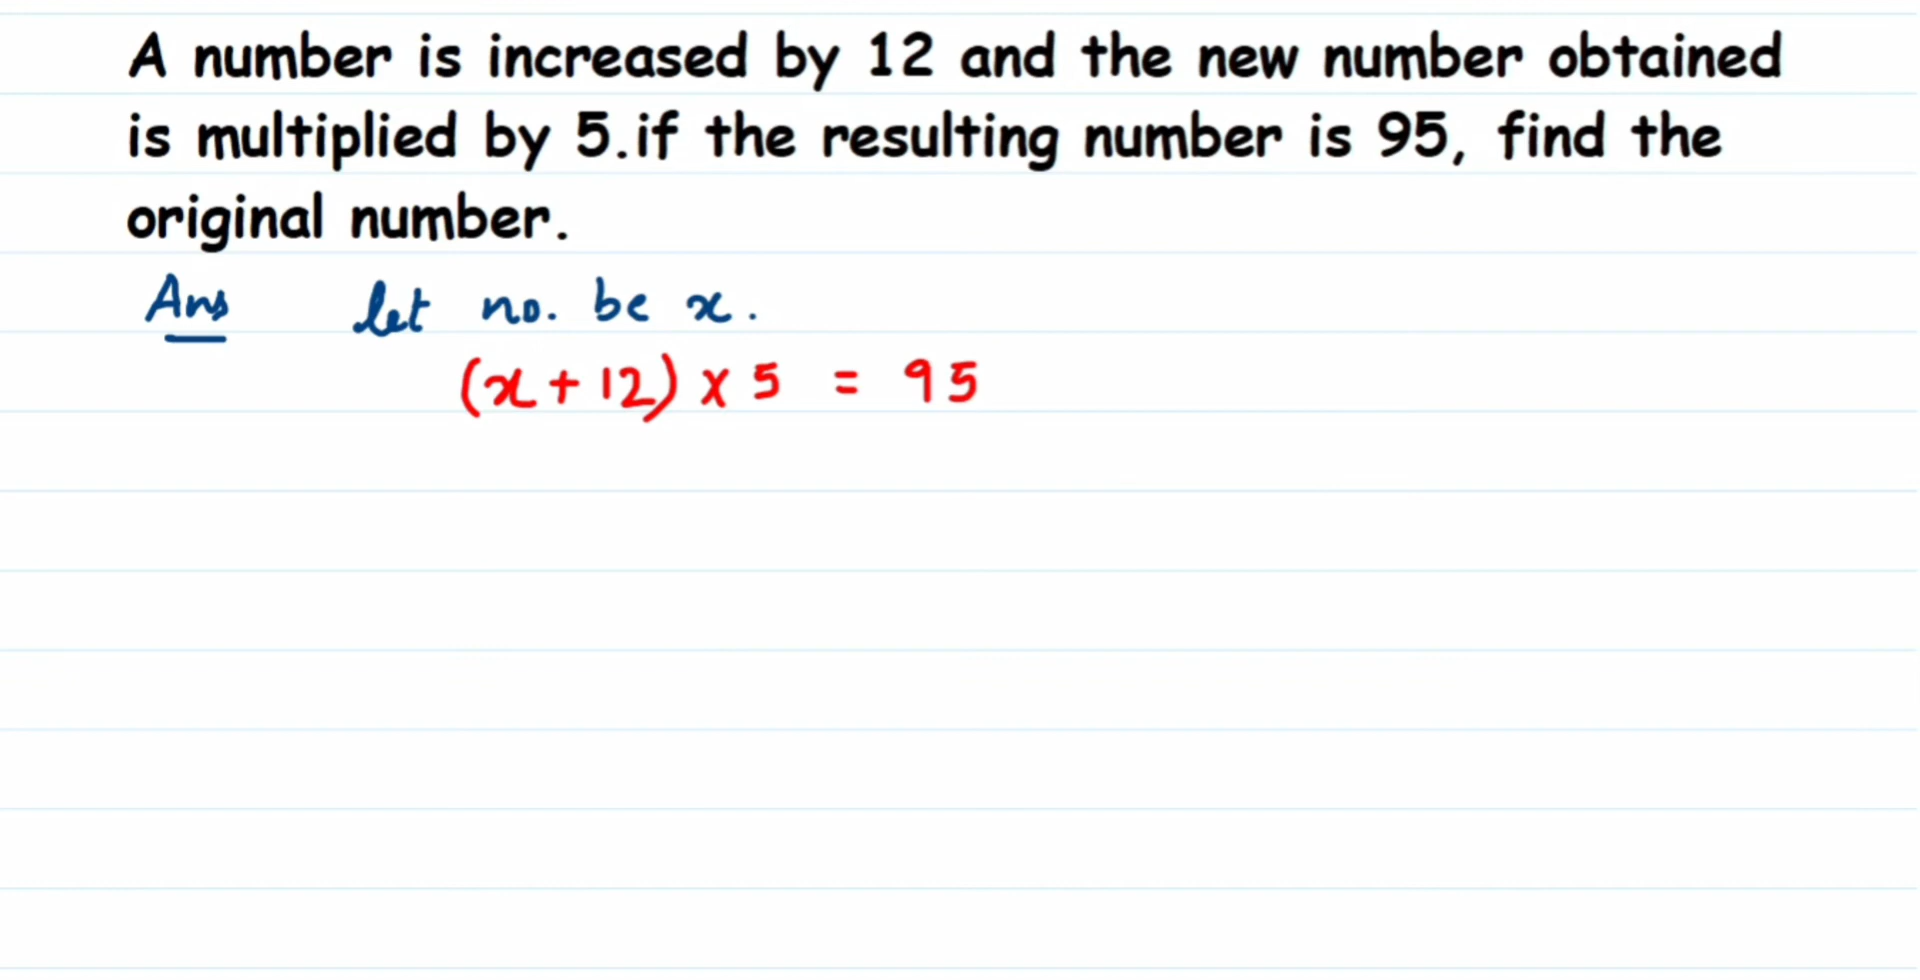 A number is increased by 12 and the new number obtained
is multiplied by 5.if the resulting number is 95, find the
original number.
Ans let no. be x.
(x + 12) × 5 = 95